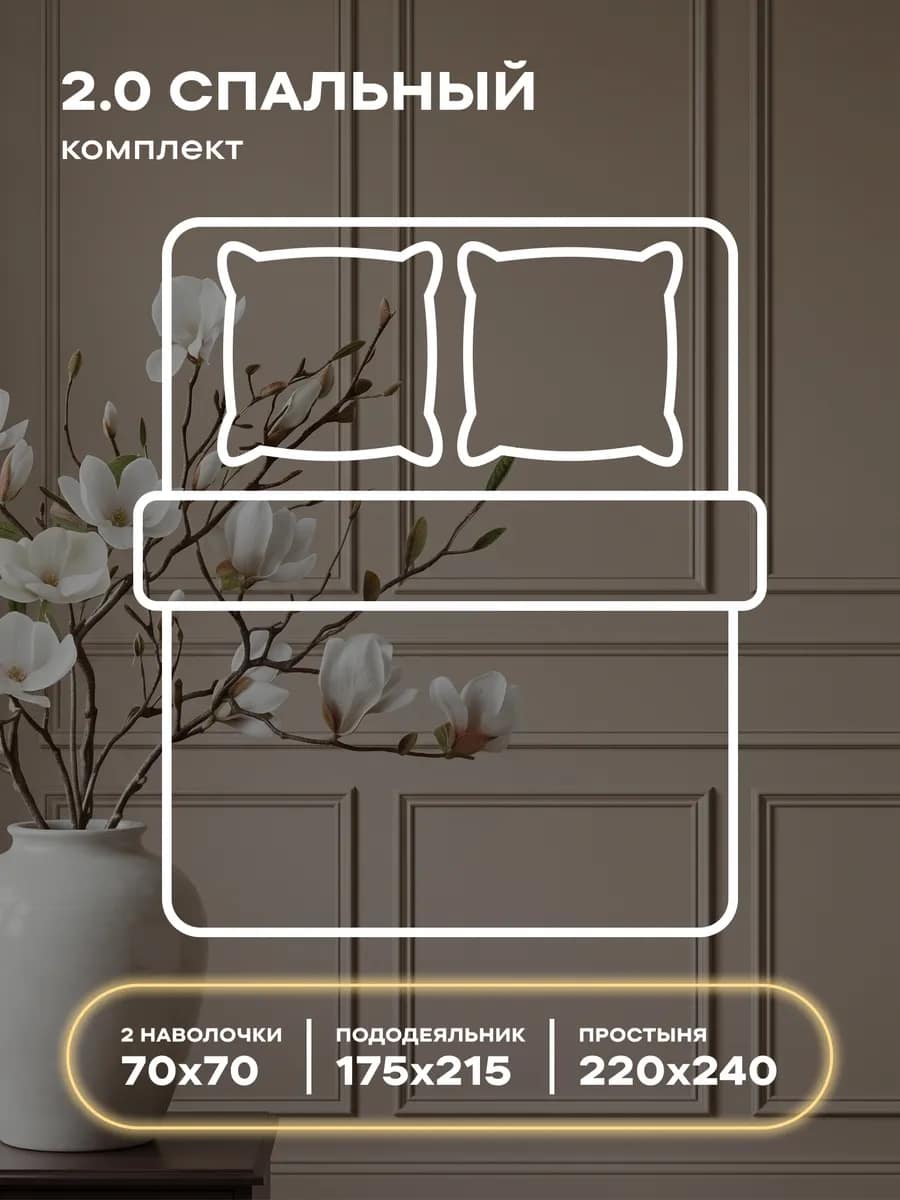 2.0 СПАЛЬНЫЙ
комплект
2 НАВОЛОЧКИ
70х70
ПОДОДЕЯЛЬНИК
175х215
ПРОСТЫНЯ
220х240